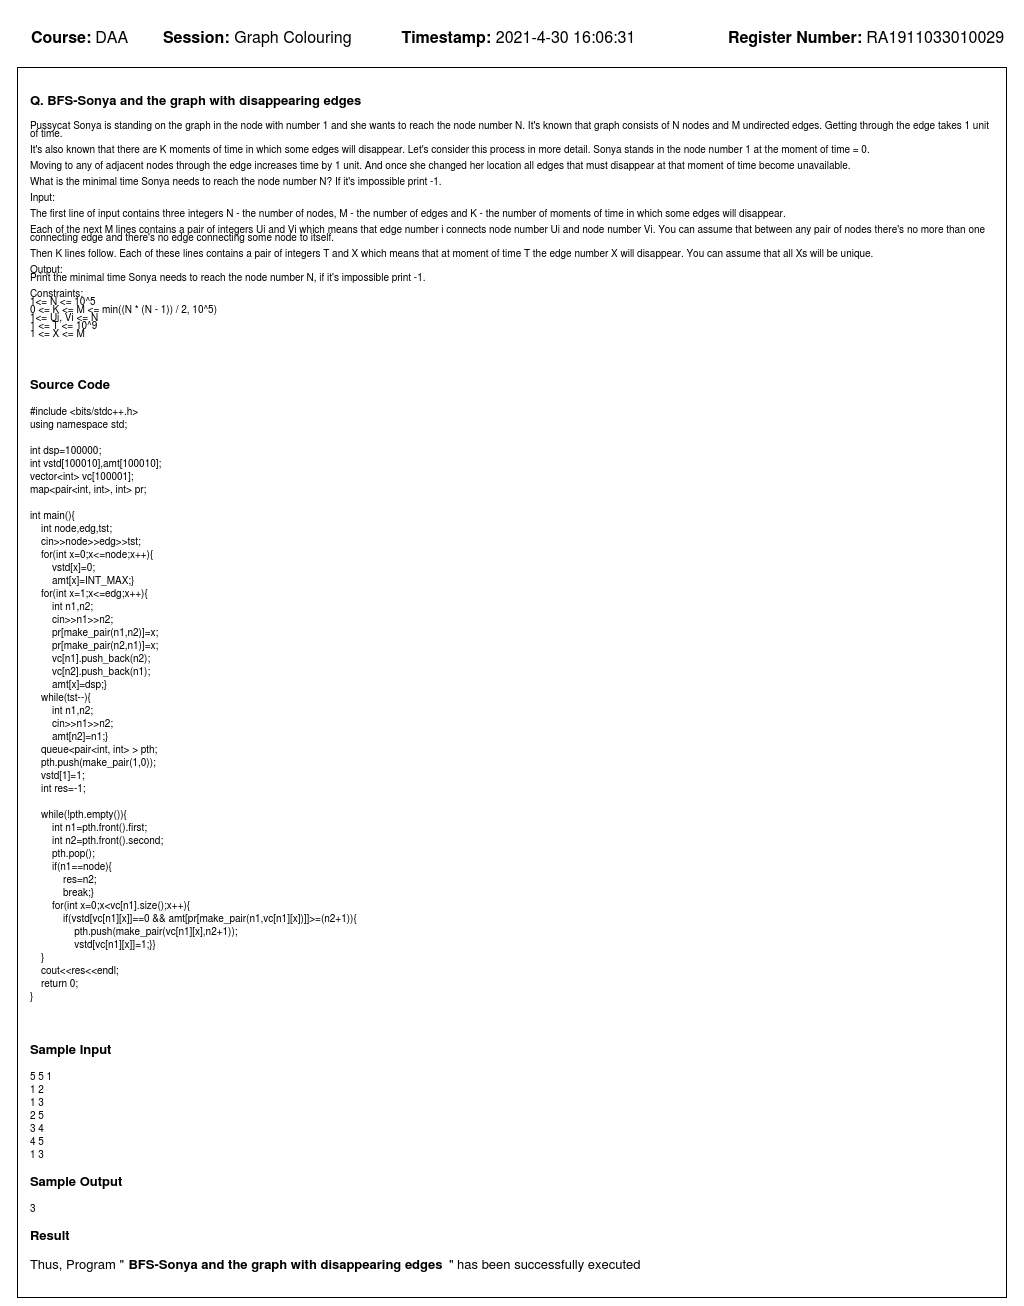 Course: DAA Session: Graph Colouring Timestamp: 2021-4-30 16:06:31 Register Number: RA1911033010029
Q. BFS-Sonya and the graph with disappearing edges
Pussycat Sonya is standing on the graph in the node with number 1 and she wants to reach the node number N. It's known that graph consists of N nodes and M undirected edges. Getting through the edge takes 1 unit
of time.
It's also known that there are K moments of time in which some edges will disappear. Let's consider this process in more detail. Sonya stands in the node number 1 at the moment of time = 0.
Moving to any of adjacent nodes through the edge increases time by 1 unit. And once she changed her location all edges that must disappear at that moment of time become unavailable.
What is the minimal time Sonya needs to reach the node number N? If it's impossible print -1.
Input:
The first line of input contains three integers N - the number of nodes, M - the number of edges and K - the number of moments of time in which some edges will disappear.
Each of the next M lines contains a pair of integers Ui and Vi which means that edge number i connects node number Ui and node number Vi. You can assume that between any pair of nodes there's no more than one
connecting edge and there's no edge connecting some node to itself.
Then K lines follow. Each of these lines contains a pair of integers T and X which means that at moment of time T the edge number X will disappear. You can assume that all Xs will be unique.
Output:
Print the minimal time Sonya needs to reach the node number N, if it's impossible print -1.
Constraints:
1<= N <= 10^5
0 <= K <= M <= min((N * (N - 1)) / 2, 10^5)
1<= Ui, Vi <= N
1 <= T <= 10^9
1 <= X <= M
Source Code
#include <bits/stdc++.h>
using namespace std;
int dsp=100000;
int vstd[100010],amt[100010];
vector<int> vc[100001];
map<pair<int, int>, int> pr;
int main(){
    int node,edg,tst;
    cin>>node>>edg>>tst;
    for(int x=0;x<=node;x++){
        vstd[x]=0;
        amt[x]=INT_MAX;}
    for(int x=1;x<=edg;x++){
        int n1,n2;
        cin>>n1>>n2;
        pr[make_pair(n1,n2)]=x;
        pr[make_pair(n2,n1)]=x;
        vc[n1].push_back(n2);
        vc[n2].push_back(n1);
        amt[x]=dsp;}
    while(tst--){
        int n1,n2;
        cin>>n1>>n2;
        amt[n2]=n1;}
    queue<pair<int, int> > pth;
    pth.push(make_pair(1,0));
    vstd[1]=1;
    int res=-1;
    while(!pth.empty()){
        int n1=pth.front().first;
        int n2=pth.front().second;
        pth.pop();
        if(n1==node){
            res=n2;
            break;}
        for(int x=0;x<vc[n1].size();x++){
            if(vstd[vc[n1][x]]==0 && amt[pr[make_pair(n1,vc[n1][x])]]>=(n2+1)){
                pth.push(make_pair(vc[n1][x],n2+1));
                vstd[vc[n1][x]]=1;}}
    }
    cout<<res<<endl;
    return 0;
}
Sample Input
5 5 1
1 2
1 3
2 5
3 4
4 5
1 3
Sample Output
3
Result
Thus, Program " BFS-Sonya and the graph with disappearing edges " has been successfully executed